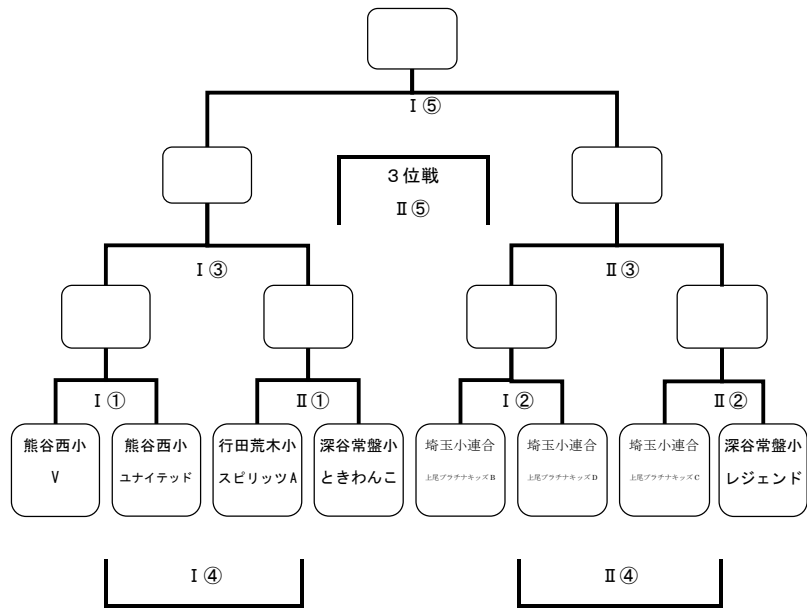 Ⅰ⑤
３位戦
Ⅱ⑤
Ⅰ③
Ⅱ③
Ⅰ①
Ⅱ①
Ⅰ②
Ⅱ②
熊谷西小
V
熊谷西小
ユナイテッド
行田荒木小
スピリッツA
深谷常盤小
ときわんこ
埼玉小連合
上尾プラチナキッズB
埼玉小連合
上尾プラチナキッズD
埼玉小連合
上尾プラチナキッズC
深谷常盤小
レジェンド
Ⅰ④
Ⅱ④